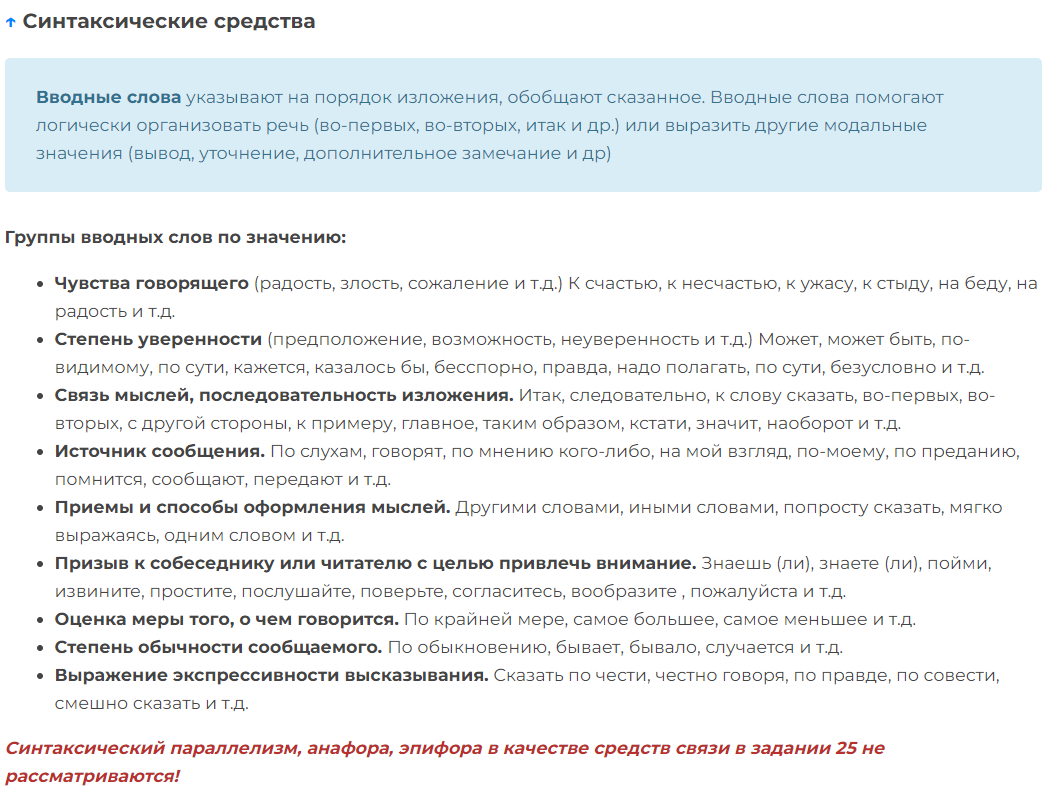 ↑ Синтаксические средства
Вводные слова указывают на порядок изложения, обобщают сказанное. Вводные слова помогают
логически организовать речь (во-первых, во-вторых, итак и др.) или выразить другие модальные
значения (вывод, уточнение, дополнительное замечание и др)
Группы вводных слов по значению:
• Чувства говорящего (радость, злость, сожаление и т.д.) К счастью, к несчастью, к ужасу, к стыду, на беду, на
радость и т.д.
• Степень уверенности (предположение, возможность, неуверенность и т.д.) Может, может быть, по-
видимому, по сути, кажется, казалось бы, бесспорно, правда, надо полагать, по сути, безусловно и т.д.
• Связь мыслей, последовательность изложения. Итак, следовательно, к слову сказать, во-первых, во-
вторых, с другой стороны, к примеру, главное, таким образом, кстати, значит, наоборот и т.д.
• Источник сообщения. По слухам, говорят, по мнению кого-либо, на мой взгляд, по-моему, по преданию,
помнится, сообщают, передают и т.д.
• Приемы и способы оформления мыслей. Другими словами, иными словами, попросту сказать, мягко
выражаясь, одним словом и т.д.
• Призыв к собеседнику или читателю с целью привлечь внимание. Знаешь (ли), знаете (ли), пойми,
извините, простите, послушайте, поверьте, согласитесь, вообразите , пожалуйста и т.д.
• Оценка меры того, о чем говорится. По крайней мере, самое большее, самое меньшее и т.д.
• Степень обычности сообщаемого. По обыкновению, бывает, бывало, случается и т.д.
• Выражение экспрессивности высказывания. Сказать по чести, честно говоря, по правде, по совести,
смешно сказать и т.д.
Синтаксический параллелизм, анафора, эпифора в качестве средств связи в задании 25 не
рассматриваются!